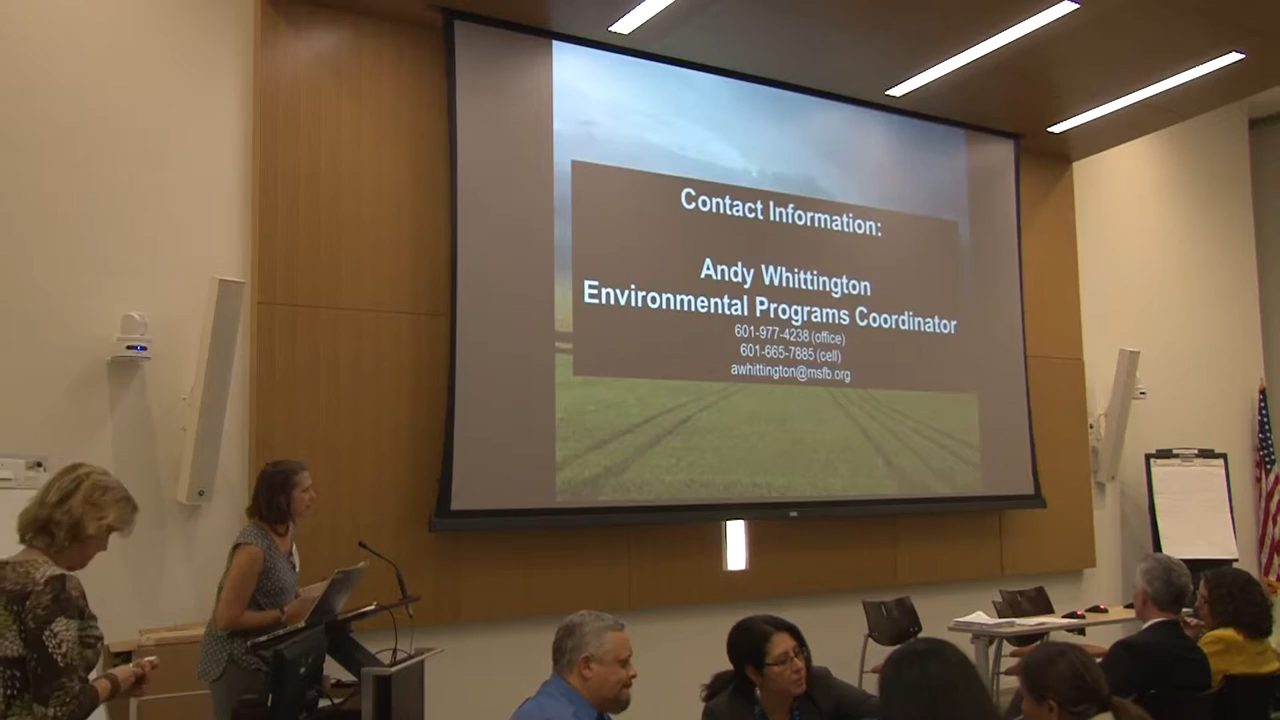 Contact Information:
Andy Whittington
Environmental Programs Coordinator
601-977-4238 (office)
601-665-7885 (cell)
awhittington@msfb.org